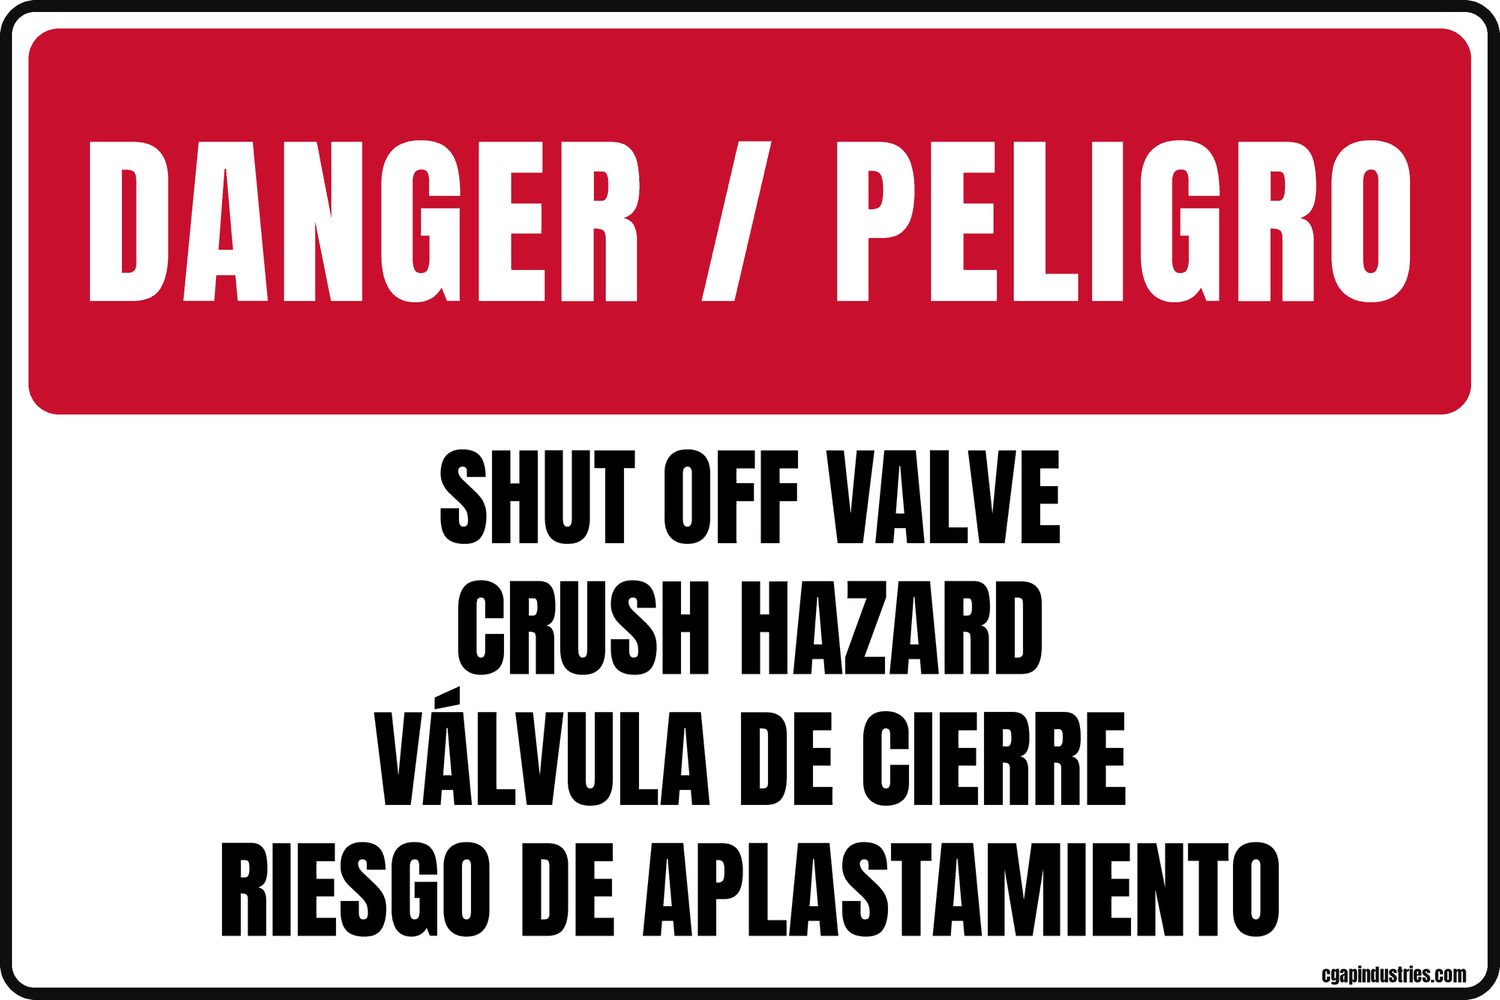 DANGER / PELIGRO
SHUT OFF VALVE
CRUSH HAZARD
VÁLVULA DE CIERRE
RIESGO DE APLASTAMIENTO
cgapindustries.com